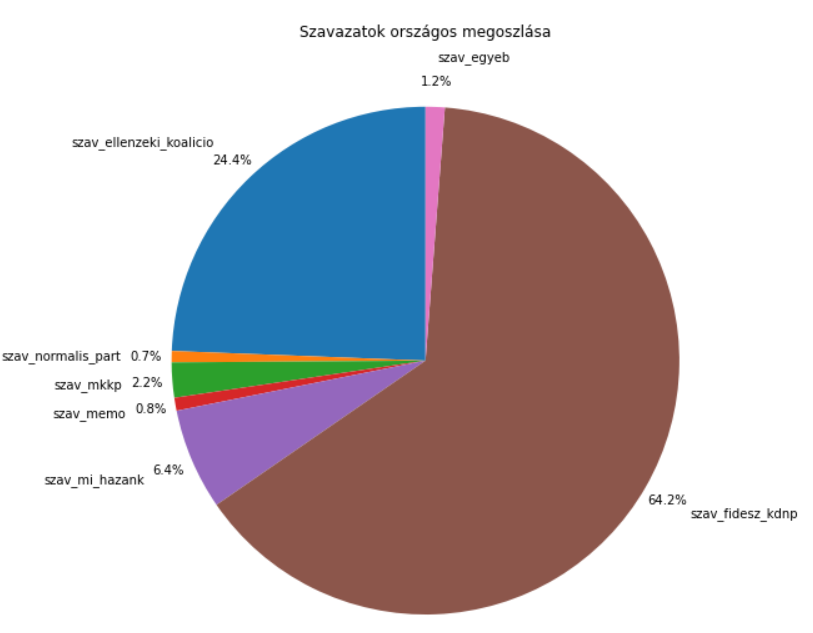 Szavazatok országos megoszlása
szav_egyeb
1.2%
szav_ellenzeki_koalicio
24.4%
szav_normalis_part 0.7%
szav_mkkp 2.2%
szav_memo 0.8%
szav_mi_hazank 6.4%
64.2%
szav_fidesz_kdnp